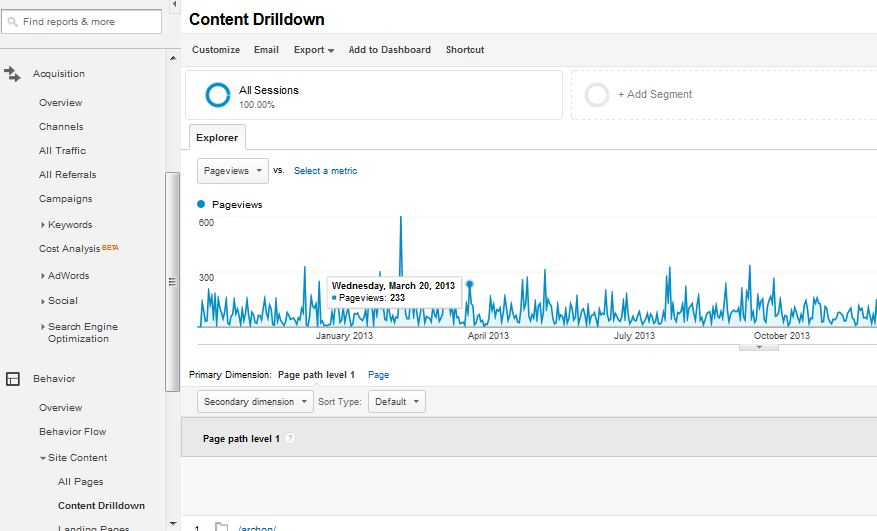 Find reports & more
Acquisition
Overview
Channels
All Traffic
All Referrals
Campaigns
Keywords
Cost Analysis BETA
AdWords
Social
Search Engine
Optimization
Behavior
Overview
Behavior Flow
Site Content
All Pages
Content Drilldown
Landing Pages
Content Drilldown
Customize Email Export Add to Dashboard Shortcut
All Sessions
100.00%
+ Add Segment
Explorer
Pageviews vs. Select a metric
Pageviews
600
300
Wednesday, March 20, 2013
Pageviews: 233
January 2013 April 2013 July 2013 October 2013
Primary Dimension: Page path level 1 Page
Secondary dimension Sort Type: Default
Page path level 1 ?
1 /archon/